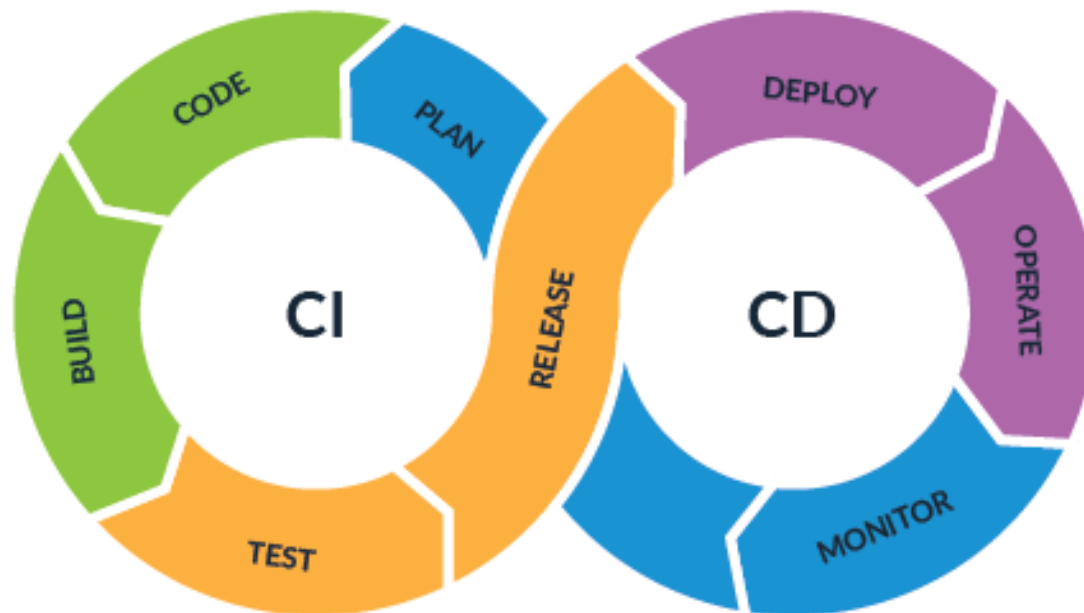 CODE
PLAN
DEPLOY
OPERATE
BUILD
CI
RELEASE
CD
TEST
MONITOR